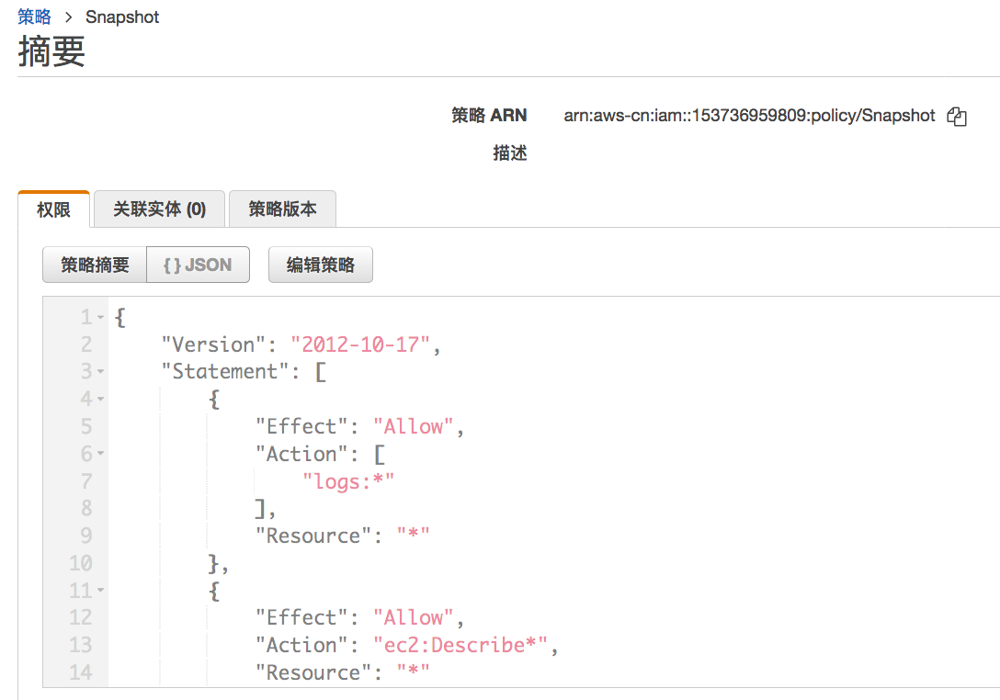 策略 > Snapshot
摘要
策略 ARN arn:aws-cn:iam::153736959809:policy/Snapshot
描述
权限 关联实体 (0) 策略版本
策略摘要 { } JSON 编辑策略
1 {
2 "Version": "2012-10-17",
3 "Statement": [
4 {
5 "Effect": "Allow",
6 "Action": [
7 "logs:*"
8 ],
9 "Resource": "*"
10 },
11 {
12 "Effect": "Allow",
13 "Action": "ec2:Describe*",
14 "Resource": "*"